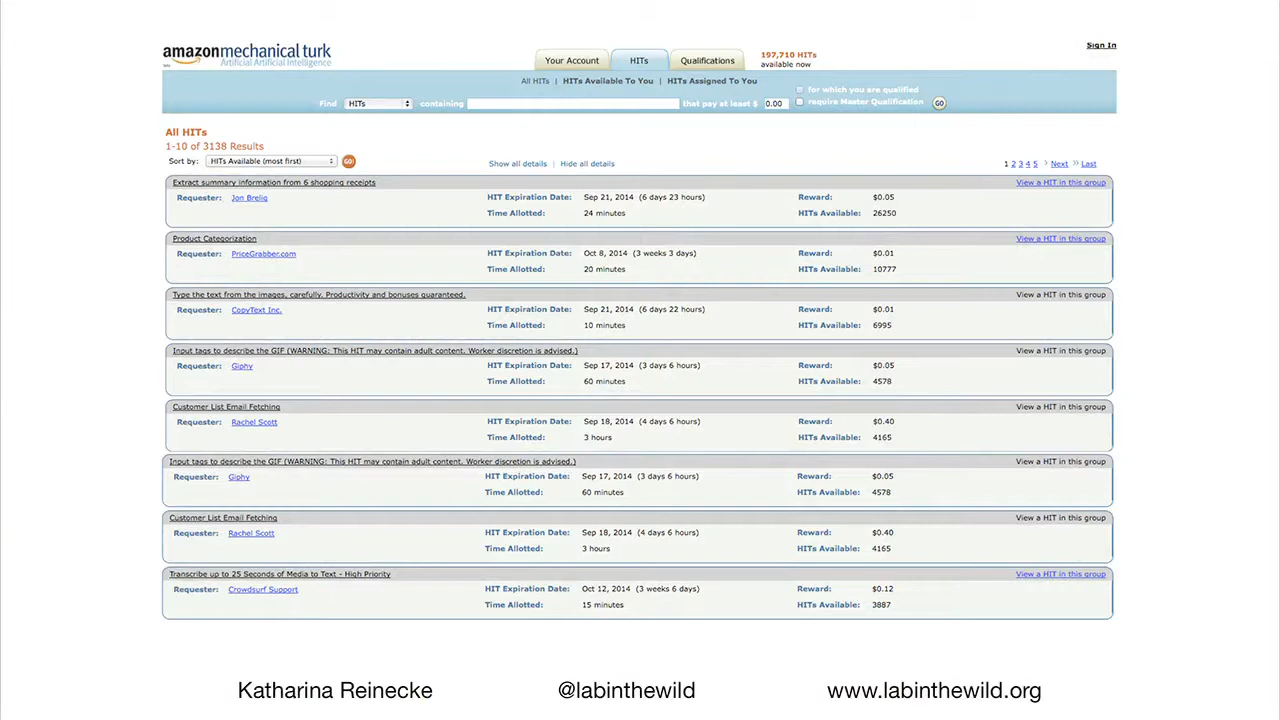 amazonmechanical turk
beta
Artificial Artificial Intelligence
Your Account
HITs
Qualifications
197,710 HITs
available now
Sign In
All HITs | HITs Available To You | HITs Assigned To You
Find HITs containing that pay at least $ 0.00
for which you are qualified
require Master Qualification
GO
All HITs
1-10 of 3138 Results
Sort by: HITs Available (most first) GO!
Show all details | Hide all details
1 2 3 4 5 › Next » Last
Extract summary information from 6 shopping receipts View a HIT in this group
Requester: Jon Brelig HIT Expiration Date: Sep 21, 2014 (6 days 23 hours) Reward: $0.05
Time Allotted: 24 minutes HITs Available: 26250
Product Categorization View a HIT in this group
Requester: PriceGrabber.com HIT Expiration Date: Oct 8, 2014 (3 weeks 3 days) Reward: $0.01
Time Allotted: 20 minutes HITs Available: 10777
Type the text from the images, carefully. Productivity and bonuses guaranteed. View a HIT in this group
Requester: CopyText Inc. HIT Expiration Date: Sep 21, 2014 (6 days 22 hours) Reward: $0.01
Time Allotted: 10 minutes HITs Available: 6995
Input tags to describe the GIF (WARNING: This HIT may contain adult content. Worker discretion is advised.) View a HIT in this group
Requester: Giphy HIT Expiration Date: Sep 17, 2014 (3 days 6 hours) Reward: $0.05
Time Allotted: 60 minutes HITs Available: 4578
Customer List Email Fetching View a HIT in this group
Requester: Rachel Scott HIT Expiration Date: Sep 18, 2014 (4 days 6 hours) Reward: $0.40
Time Allotted: 3 hours HITs Available: 4165
Input tags to describe the GIF (WARNING: This HIT may contain adult content. Worker discretion is advised.) View a HIT in this group
Requester: Giphy HIT Expiration Date: Sep 17, 2014 (3 days 6 hours) Reward: $0.05
Time Allotted: 60 minutes HITs Available: 4578
Customer List Email Fetching View a HIT in this group
Requester: Rachel Scott HIT Expiration Date: Sep 18, 2014 (4 days 6 hours) Reward: $0.40
Time Allotted: 3 hours HITs Available: 4165
Transcribe up to 25 Seconds of Media to Text - High Priority View a HIT in this group
Requester: Crowdsurf Support HIT Expiration Date: Oct 12, 2014 (3 weeks 6 days) Reward: $0.12
Time Allotted: 15 minutes HITs Available: 3887
Katharina Reinecke @labinthewild www.labinthewild.org